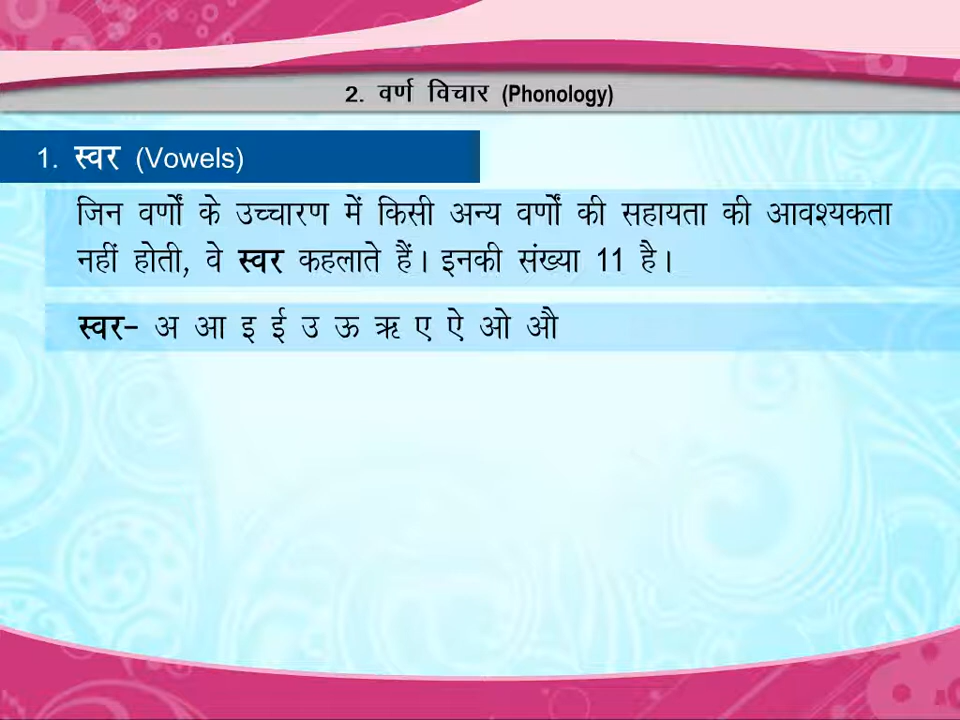 2. वर्ण विचार (Phonology)
1. स्वर (Vowels)
जिन वर्णों के उच्चारण में किसी अन्य वर्णों की सहायता की आवश्यकता
नहीं होती, वे स्वर कहलाते हैं। इनकी संख्या 11 है।
स्वर– अ आ इ ई उ ऊ ऋ ए ऐ ओ औ